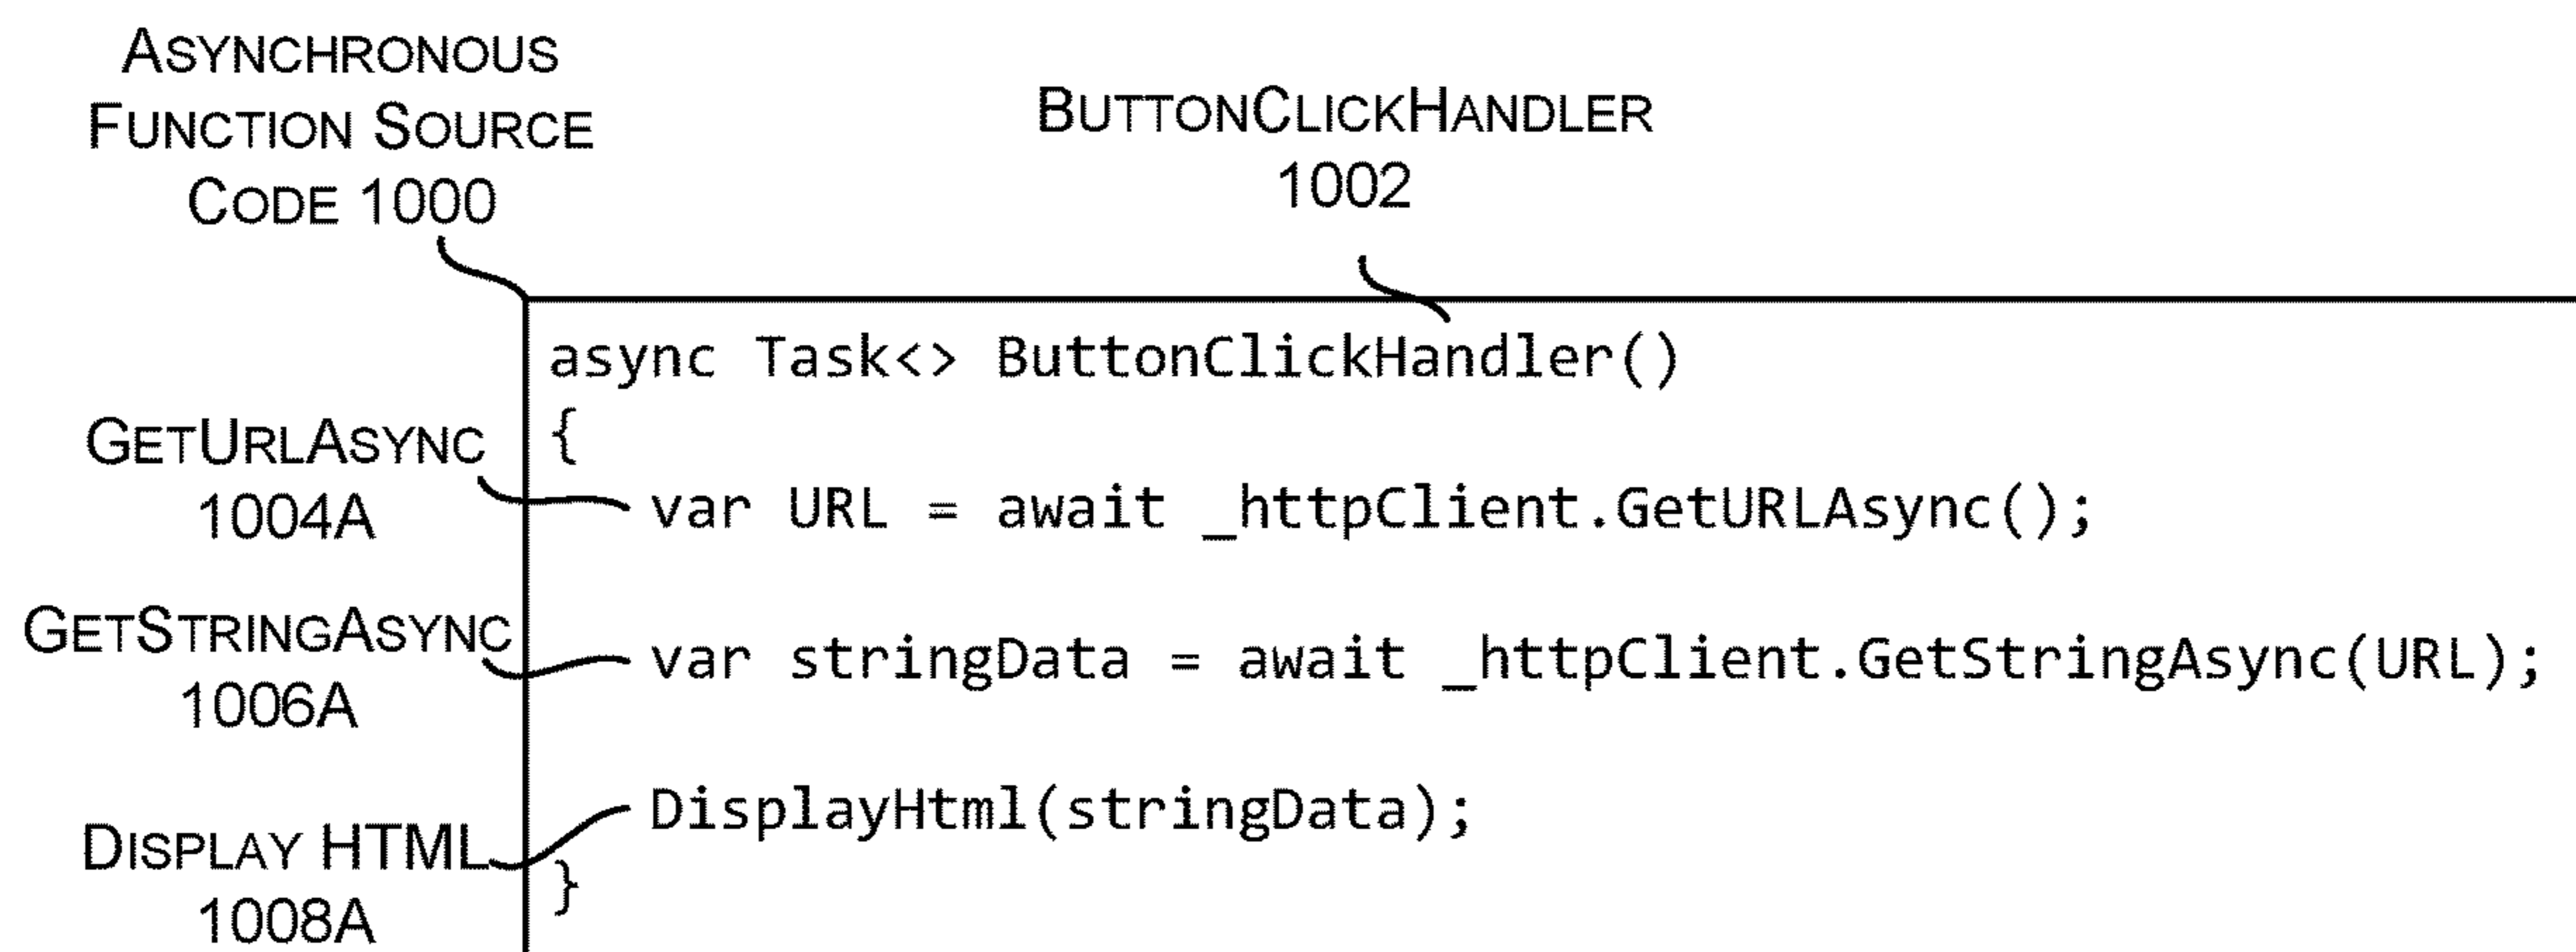 ASYNCHRONOUS
FUNCTION SOURCE
CODE 1000
BUTTONCLICKHANDLER
1002
async Task<> ButtonClickHandler()
{
GETURLASYNC
1004A
var URL = await _httpClient.GetURLAsync();
GETSTRINGASYNC
1006A
var stringData = await _httpClient.GetStringAsync(URL);
DISPLAY HTML
1008A
DisplayHtml(stringData);
}